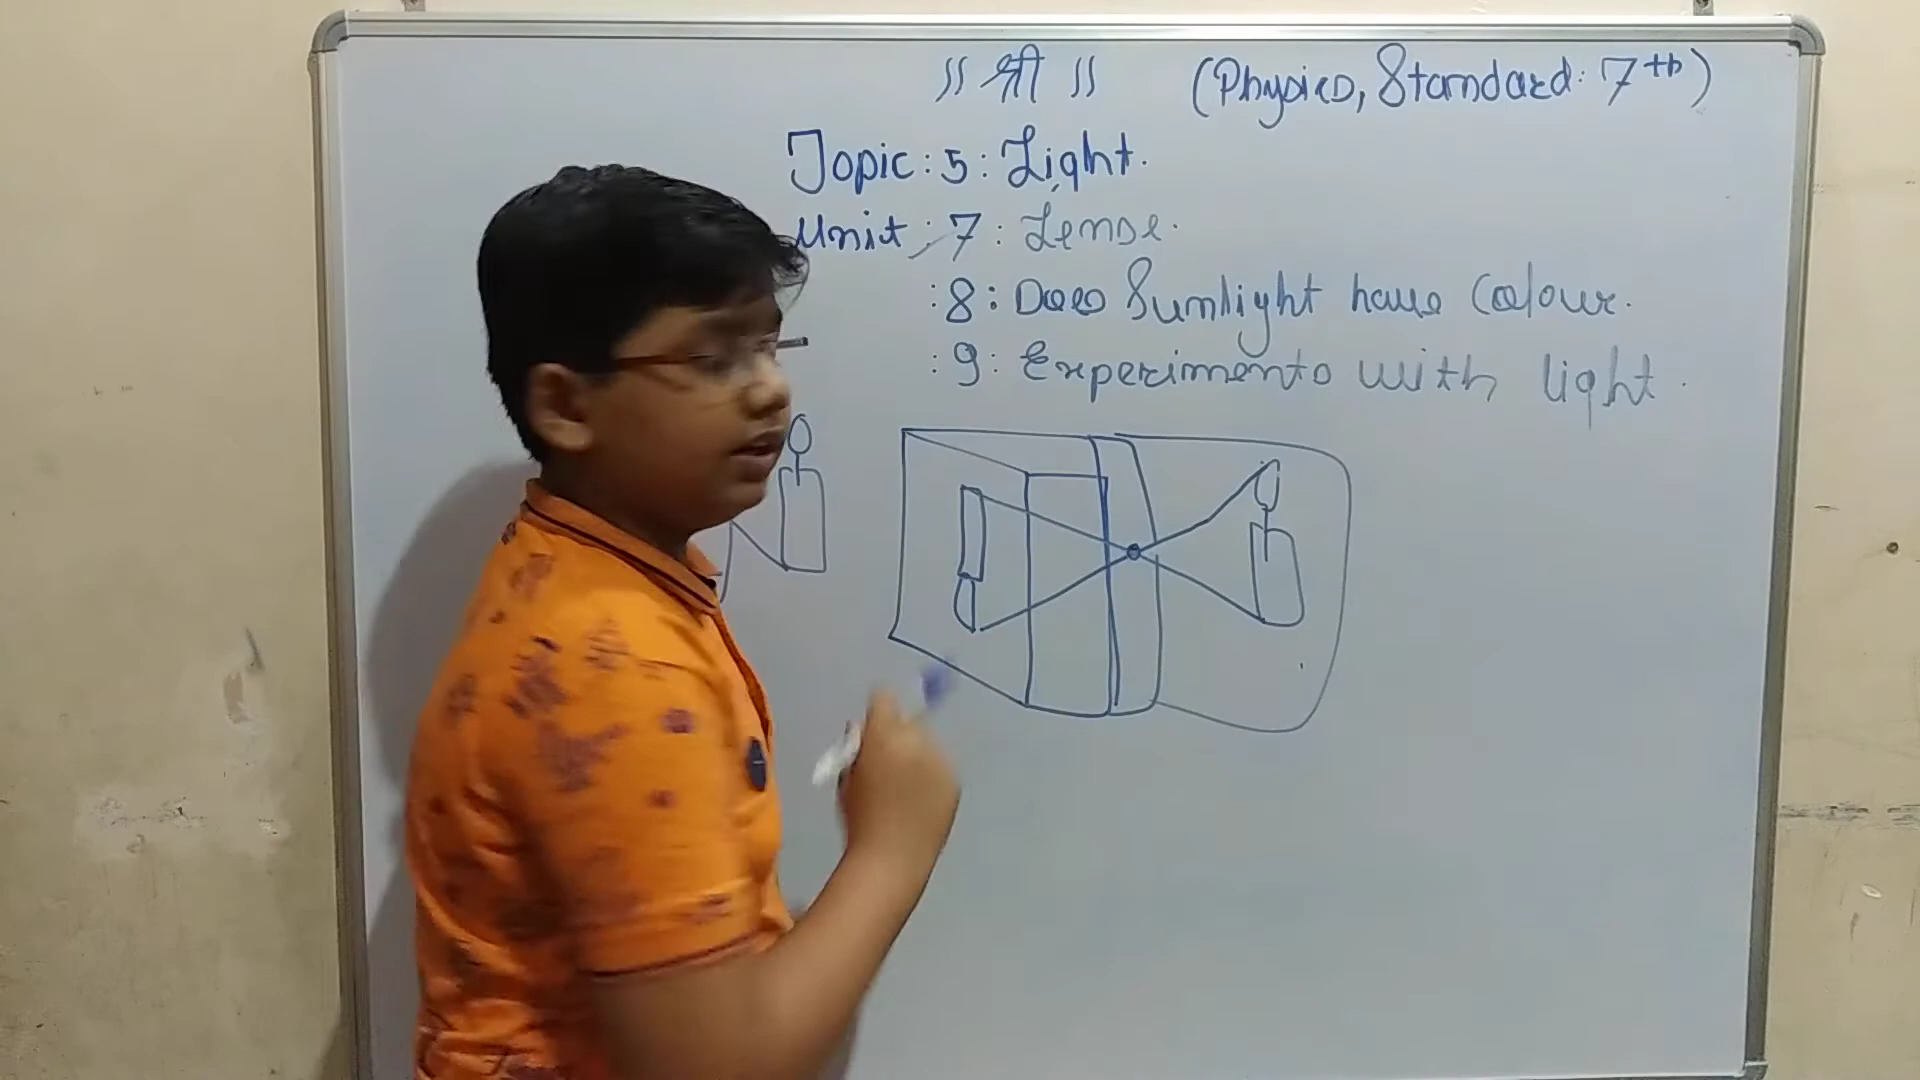 ॥ श्री ॥ (Physics, Standard: 7th)
Topic: 5: Light.
Unit: 7: Lense.
: 8: Does Sunlight have Colour.
: 9: Experiments with light.